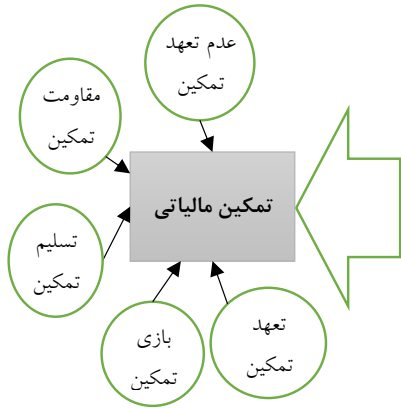 عدم تعهد
تمکین
مقاومت
تمکین
تمکین مالیاتی
تسلیم
تمکین
بازی
تمکین
تعهد
تمکین